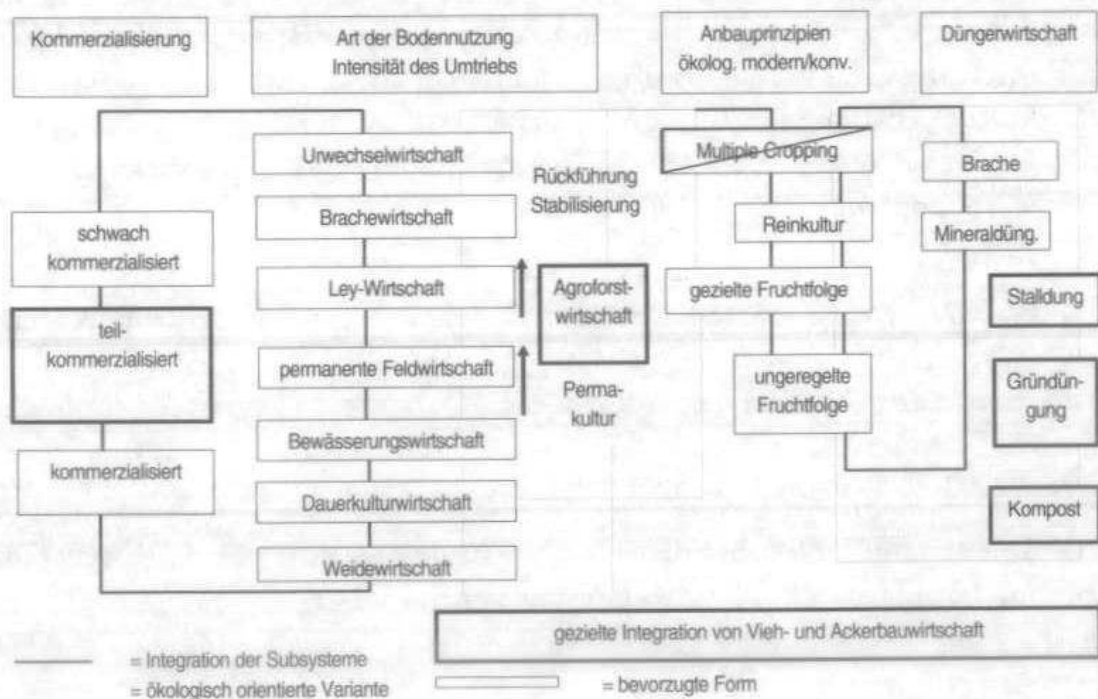 Kommerzialisierung
Art der Bodennutzung
Intensität des Umtriebs
Anbauprinzipien
ökolog. modern/konv.
Düngerwirtschaft
schwach
kommerzialisiert
teil-
kommerzialisiert
kommerzialisiert
Urwechselwirtschaft
Brachewirtschaft
Ley-Wirtschaft
permanente Feldwirtschaft
Bewässerungswirtschaft
Dauerkulturwirtschaft
Weidewirtschaft
Rückführung
Stabilisierung
Agroforst-
wirtschaft
Perma-
kultur
Multiple Cropping
Reinkultur
gezielte Fruchtfolge
ungeregelte
Fruchtfolge
Brache
Mineraldüng.
Stalldung
Gründün-
gung
Kompost
gezielte Integration von Vieh- und Ackerbauwirtschaft
= Integration der Subsysteme
= ökologisch orientierte Variante
= bevorzugte Form